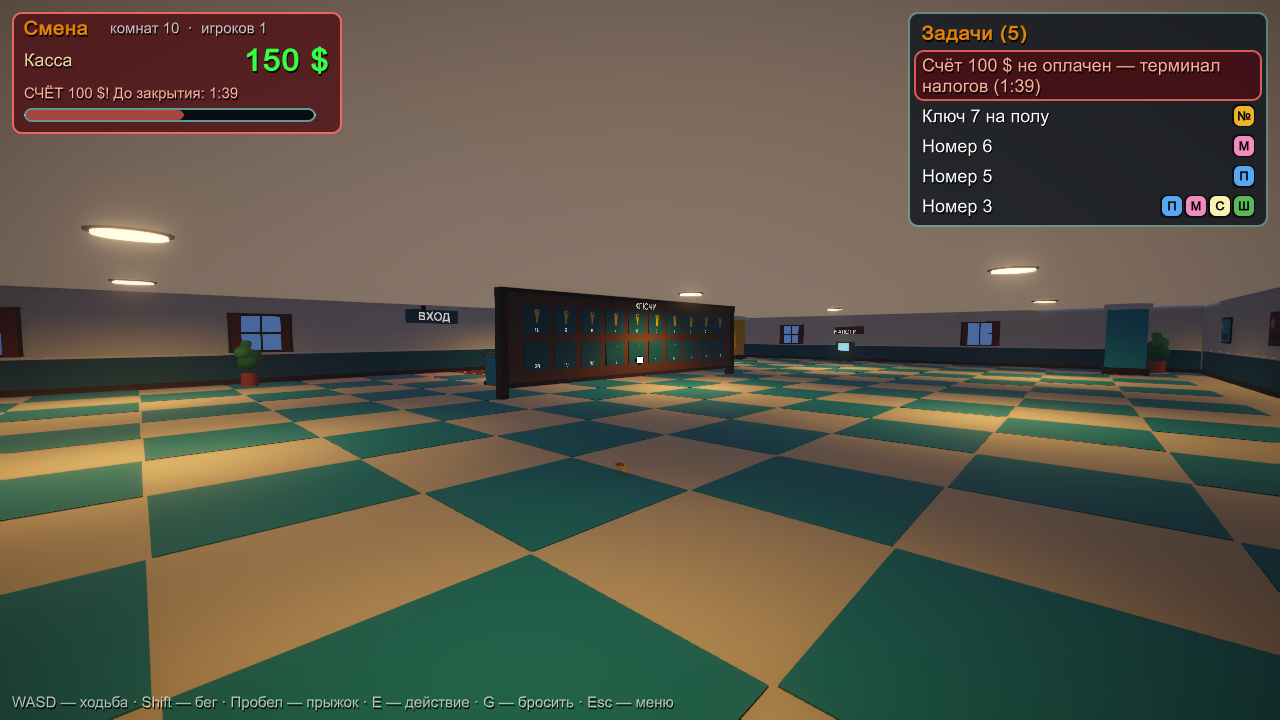 Смена комнат 10 · игроков 1
Касса 150 $
СЧЁТ 100 $! До закрытия: 1:39
Задачи (5)
Счёт 100 $ не оплачен — терминал
налогов (1:39)
Ключ 7 на полу №
Номер 6 М
Номер 5 П
Номер 3 П М С Ш
ВХОД
КЛЮЧИ
НАЛОГИ
WASD — ходьба · Shift — бег · Пробел — прыжок · E — действие · G — бросить · Esc — меню